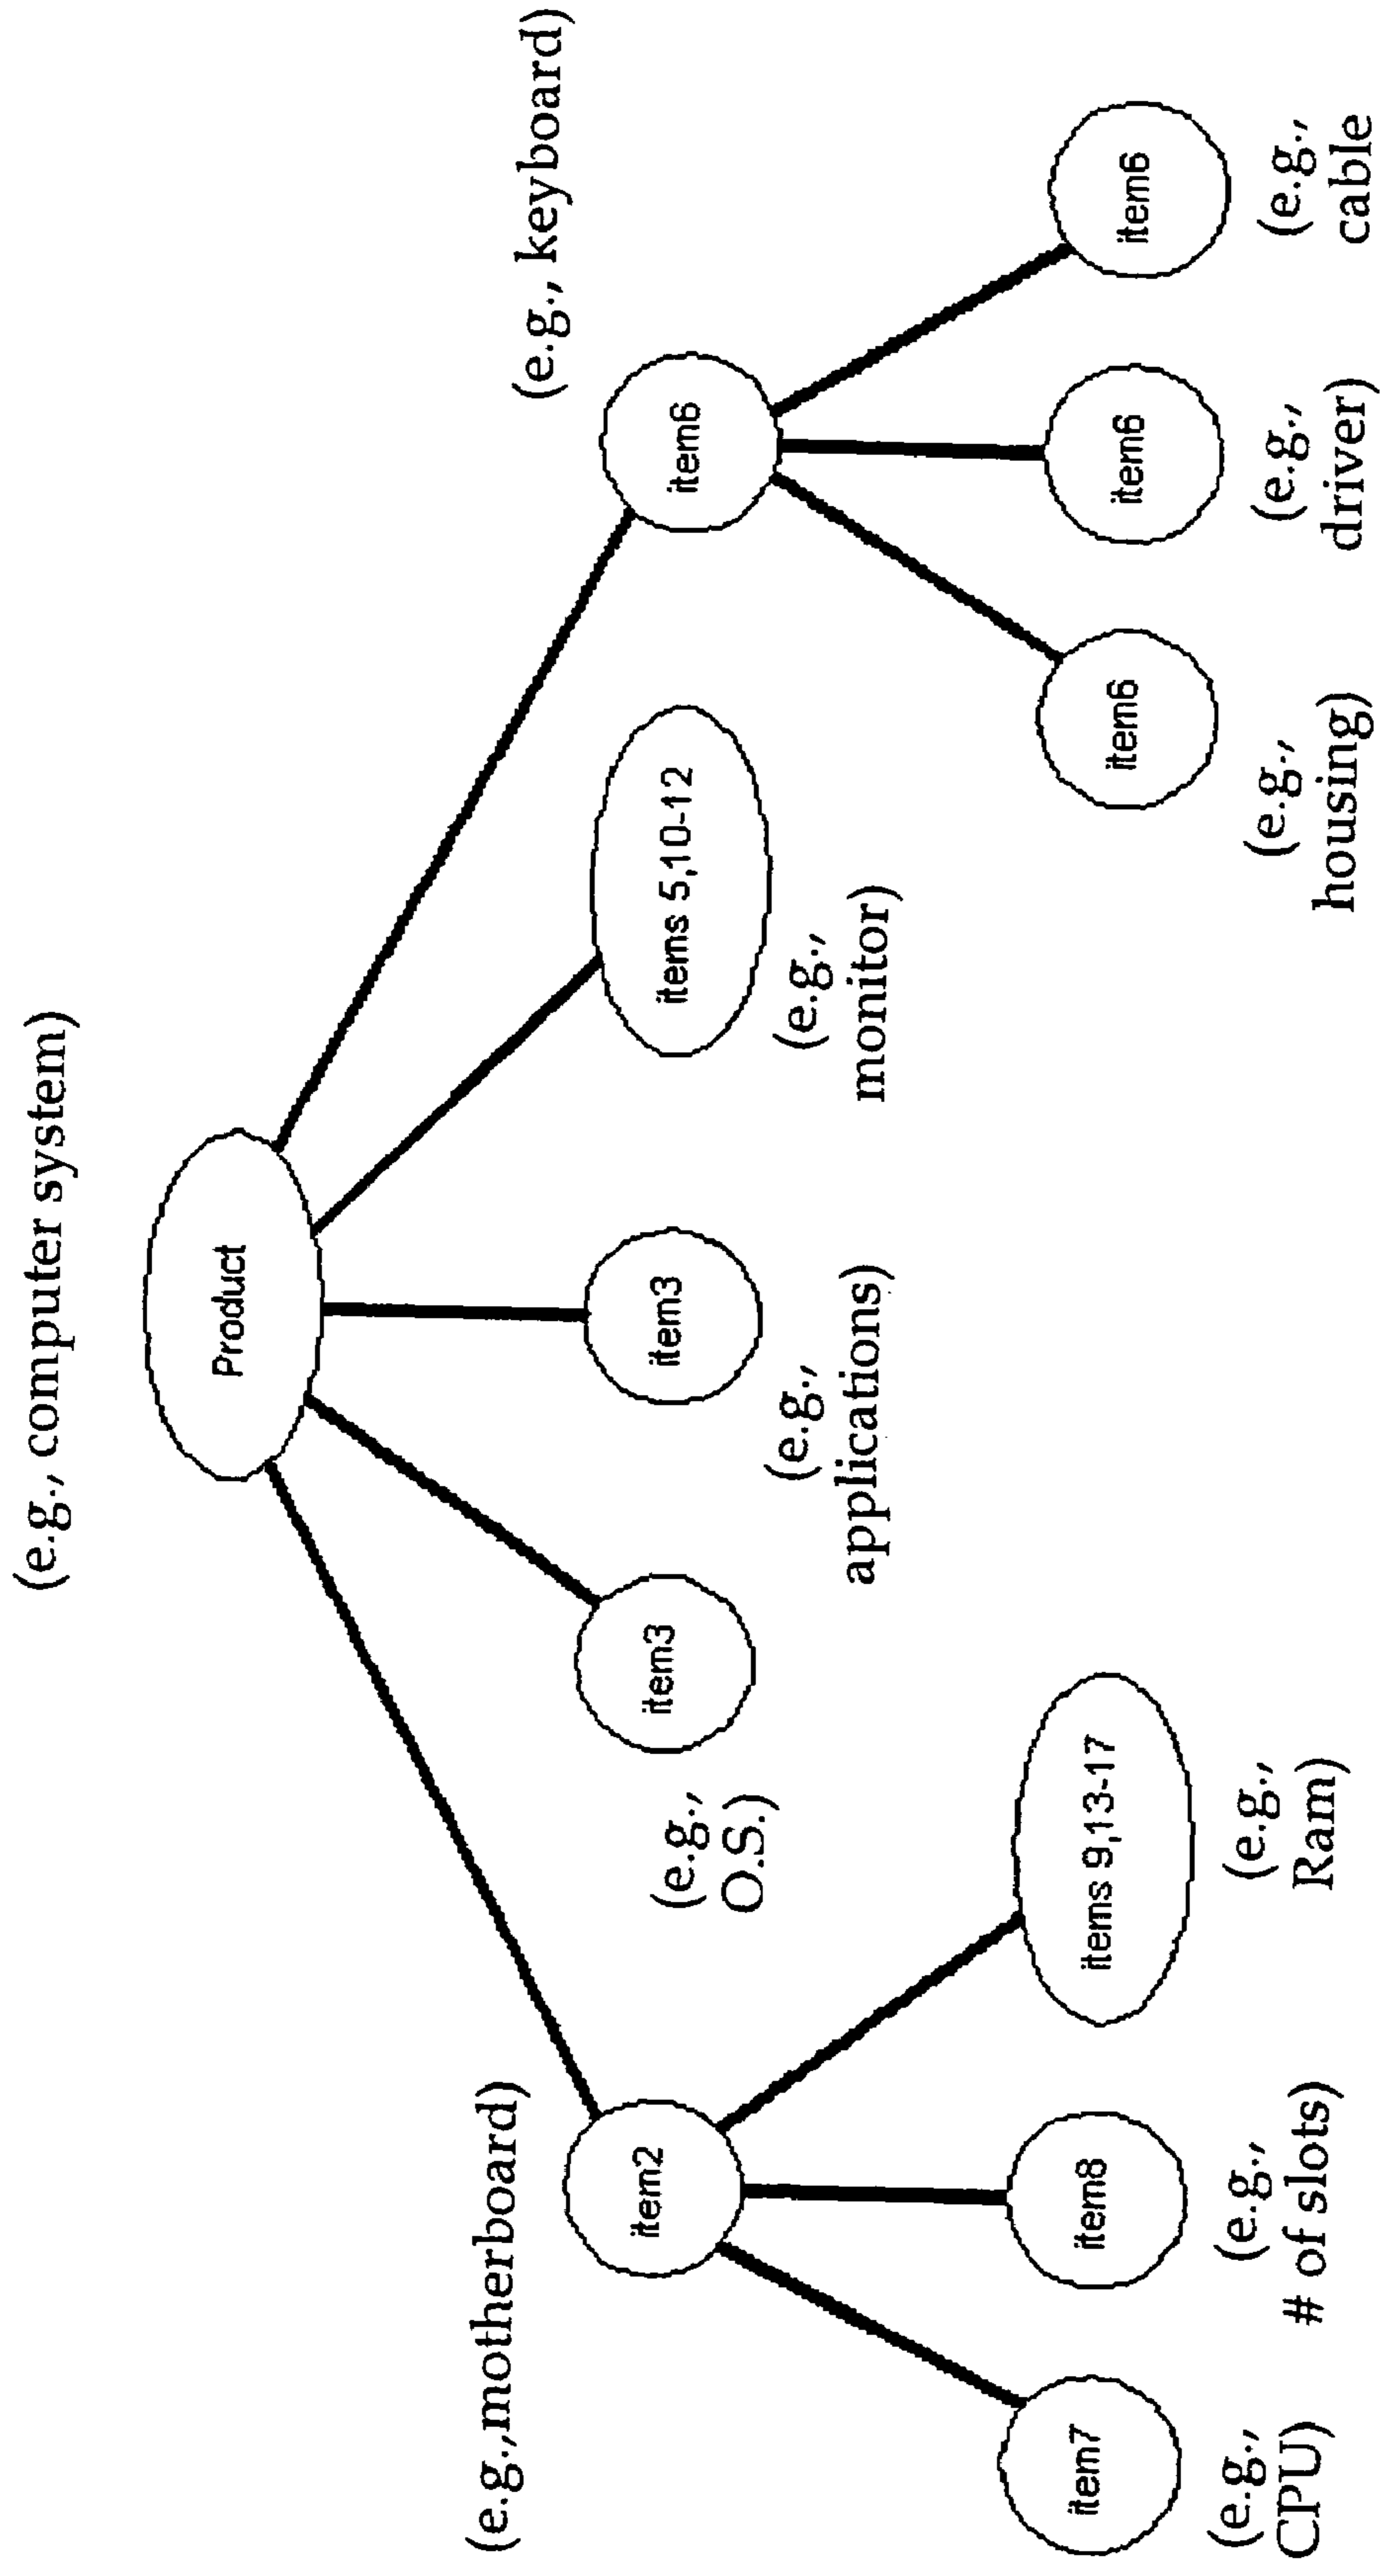 (e.g., computer system)
Product
(e.g.,motherboard)
item2
(e.g.,
O.S.)
item3
(e.g.,
applications)
item3
(e.g.,
monitor)
items 5,10-12
(e.g., keyboard)
item6
item7
(e.g.,
CPU)
item8
(e.g.,
# of slots)
items 9,13-17
(e.g.,
Ram)
item6
(e.g.,
housing)
item6
(e.g.,
driver)
item6
(e.g.,
cable